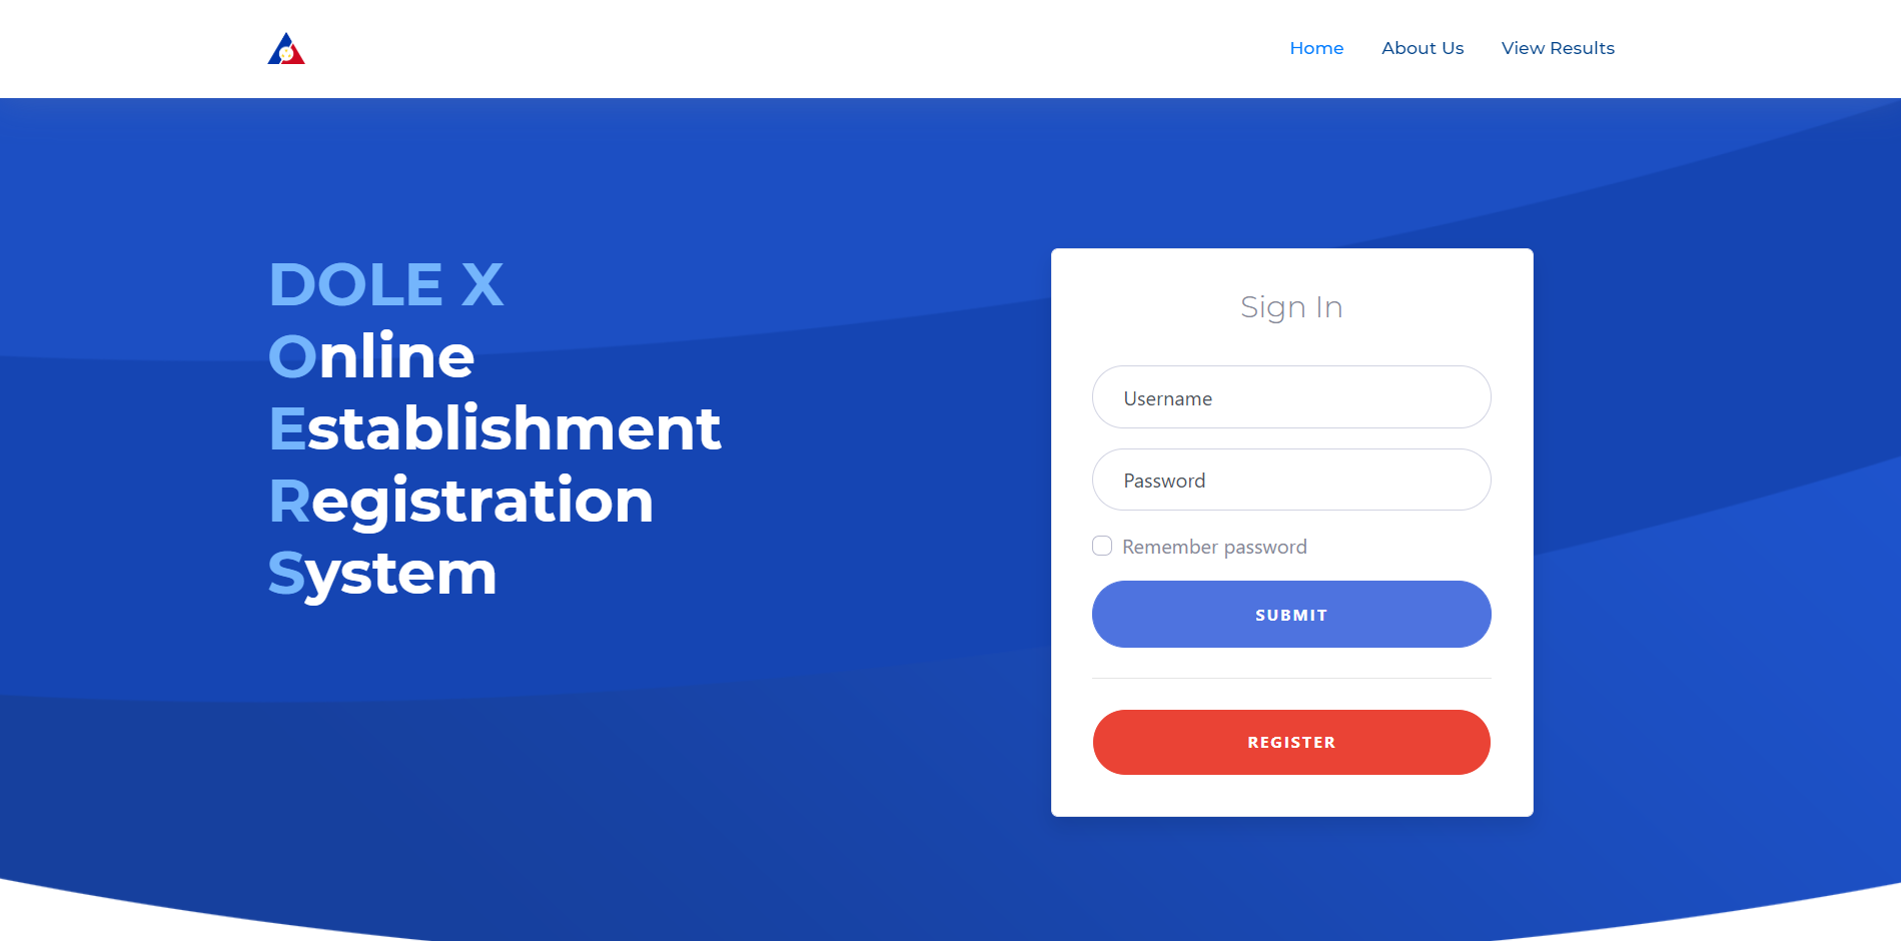 Home
About Us
View Results
DOLE X
Online
Establishment
Registration
System
Sign In
Username
Password
Remember password
SUBMIT
REGISTER